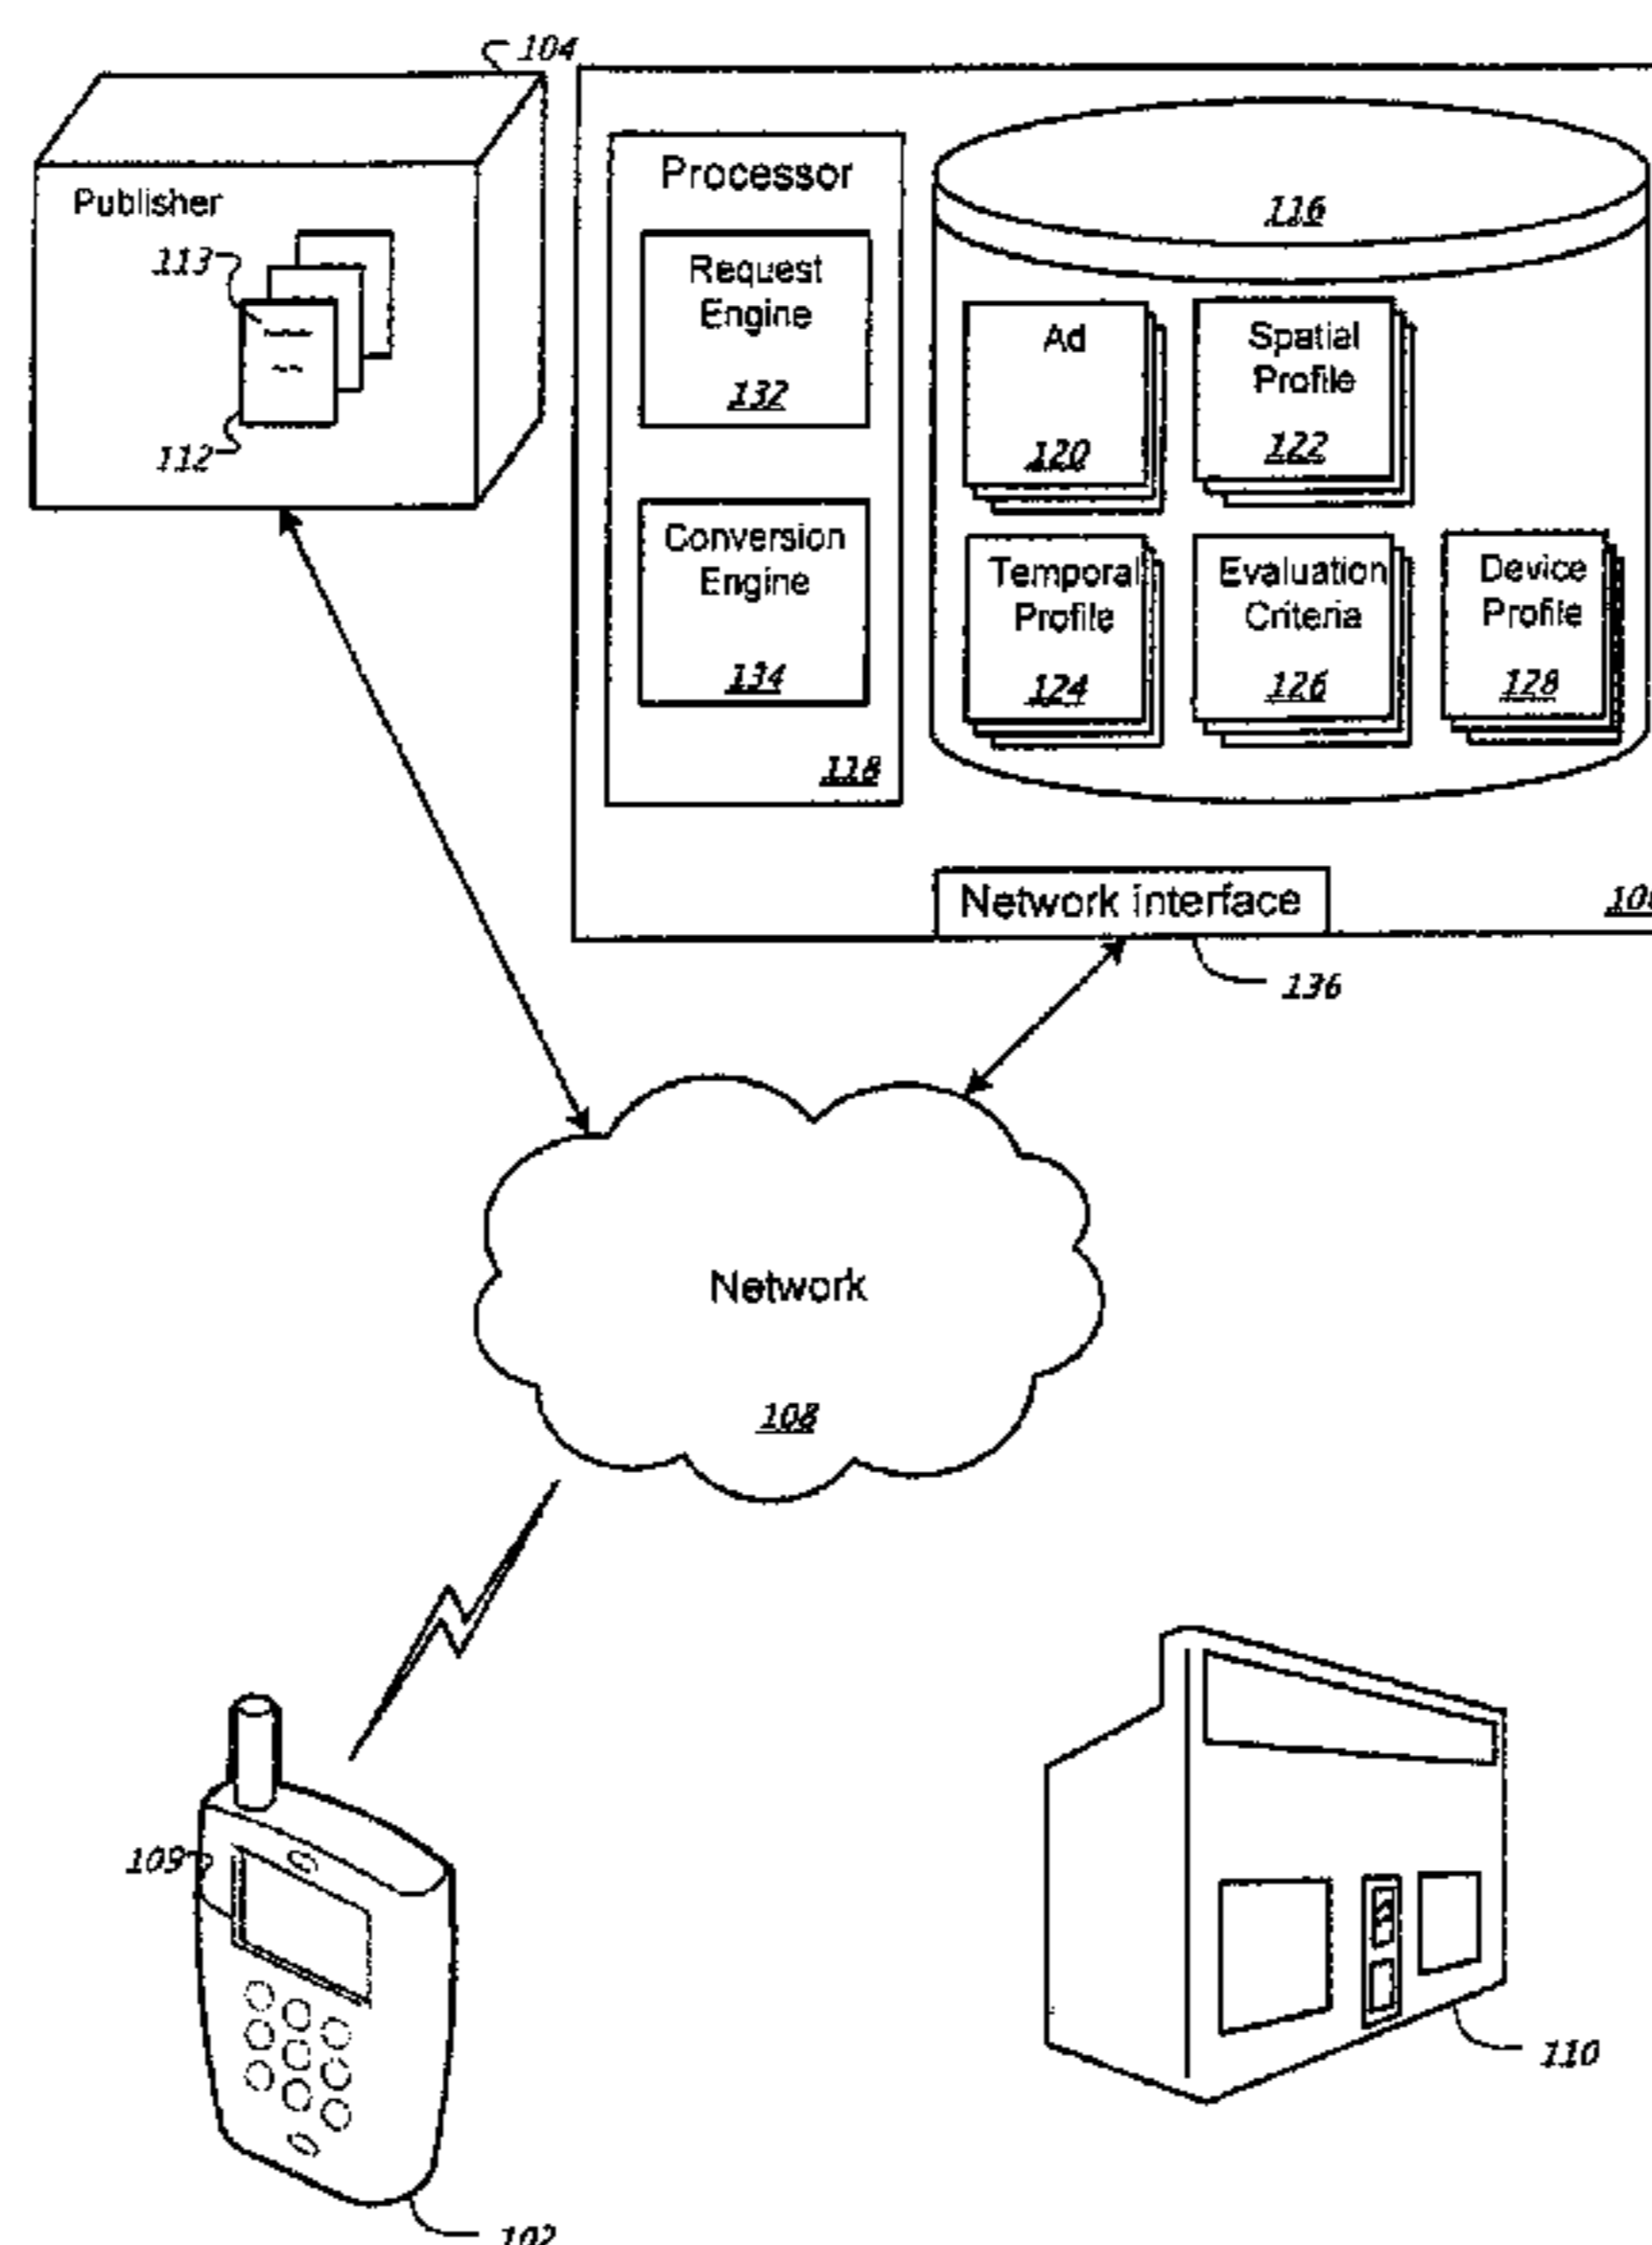 104
Publisher
113
112
Processor
Request
Engine
132
Conversion
Engine
134
118
116
Ad
120
Spatial
Profile
122
Temporal
Profile
124
Evaluation
Criteria
126
Device
Profile
128
Network interface
136
Network
108
109
102
110